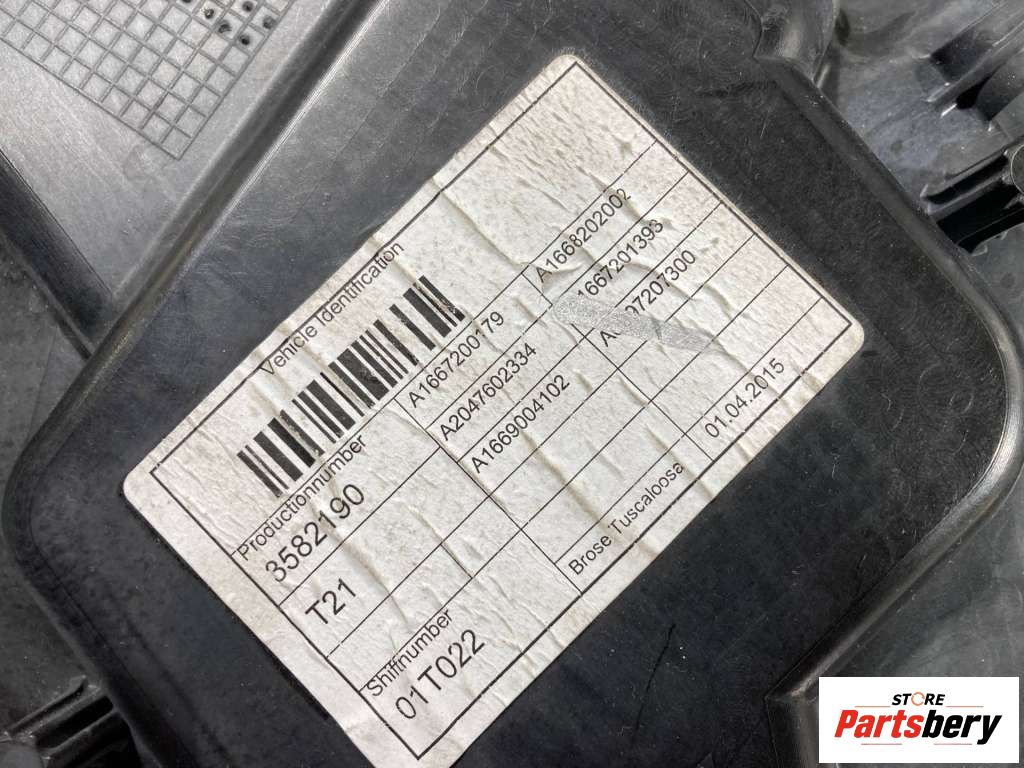 Vehicle Identification
Productionnumber
3582190
T21
Shiftnumber
01T022
A1667200179
A1668202002
A2047602334
1667201393
A1669004102
9707300
Brose Tuscaloosa
01.04.2015
STORE
Partsbery